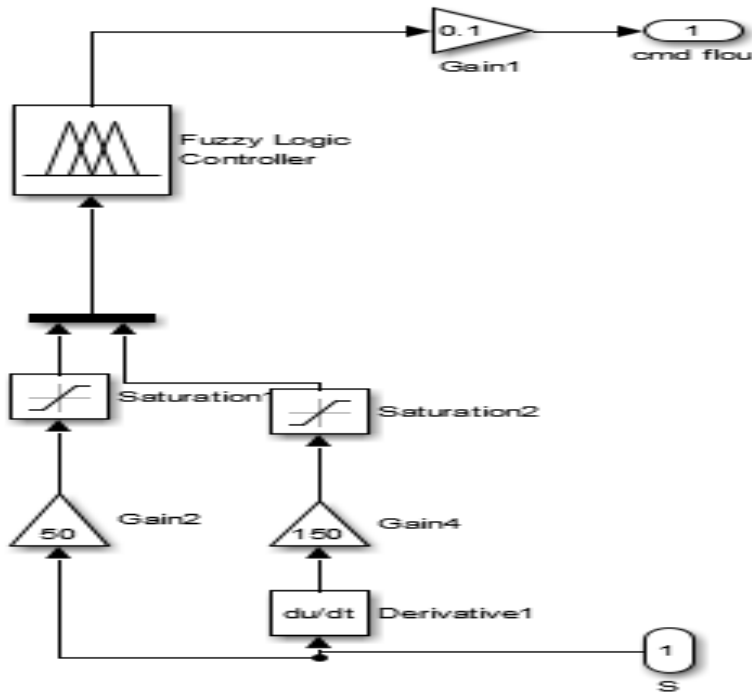 0.1
1
Gain1
cmd flou
Fuzzy Logic
Controller
Saturation1
Saturation2
50
Gain2
150
Gain4
du/dt
Derivative1
1
S